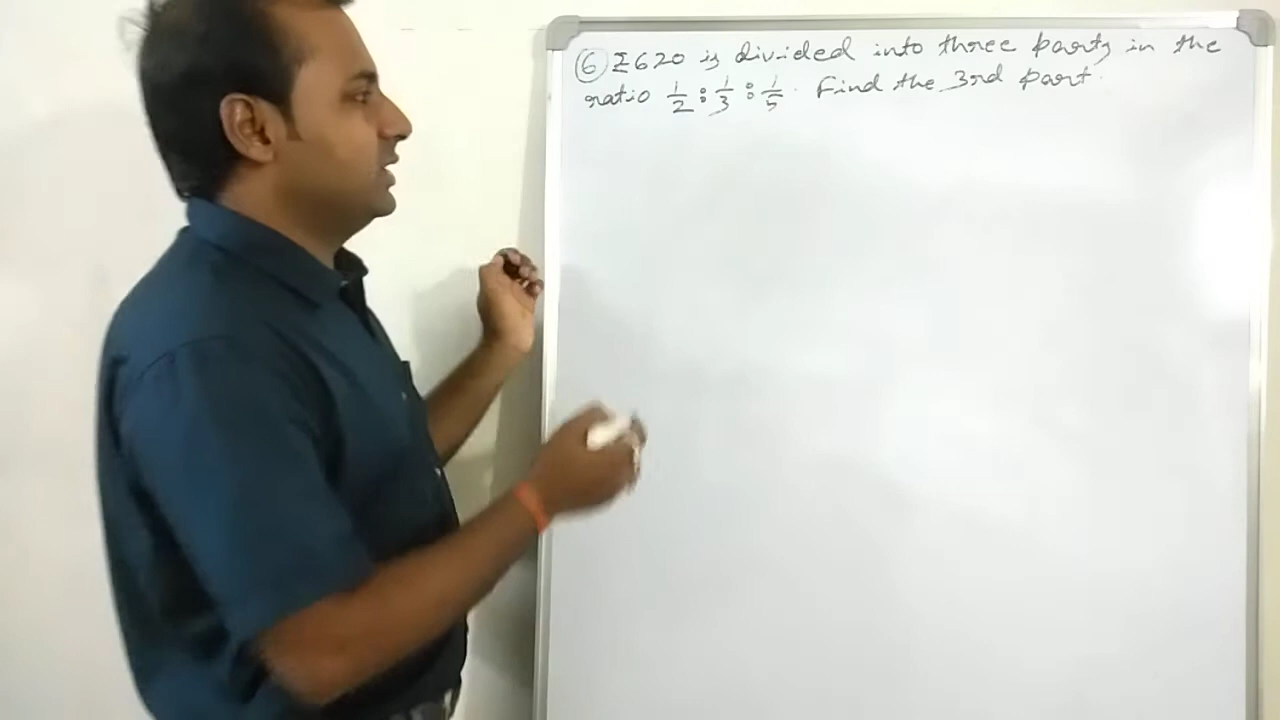 ⑥ ₹620 is divided into three parts in the
ratio 1/2 : 1/3 : 1/5. Find the 3rd part.